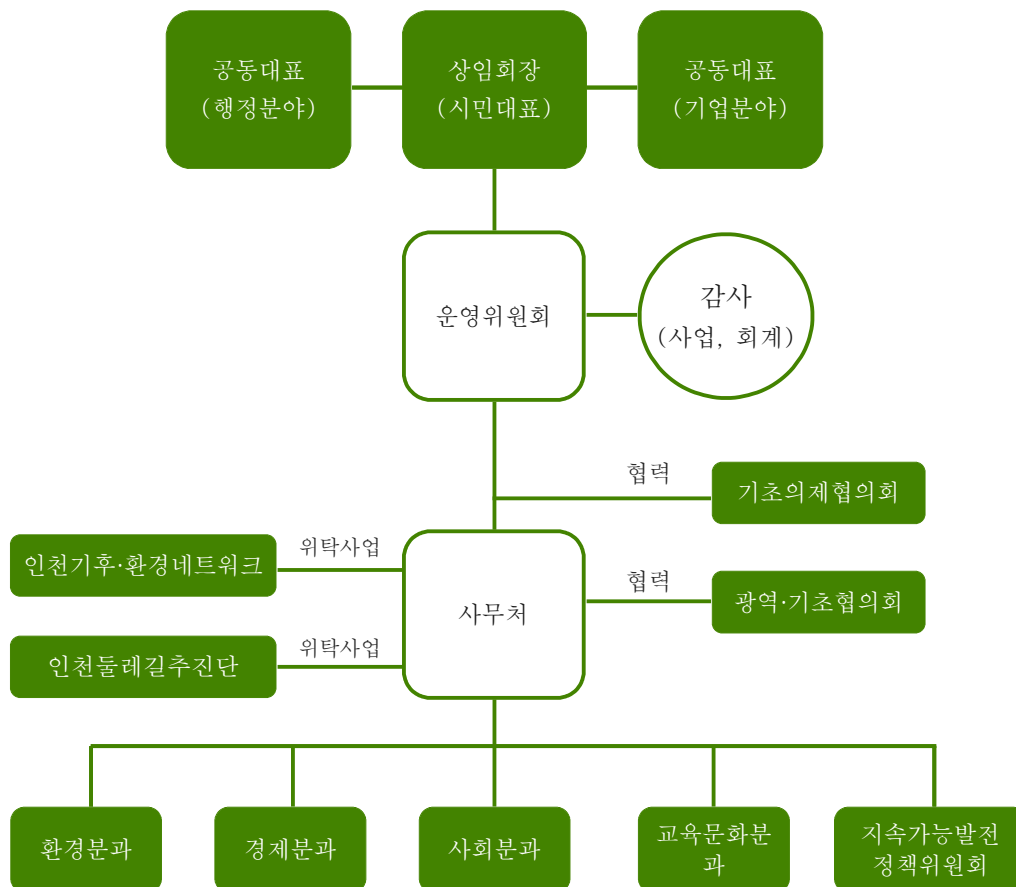 공동대표
(행정분야)
상임회장
(시민대표)
공동대표
(기업분야)
운영위원회
감사
(사업, 회계)
협력
기초의제협의회
인천기후·환경네트워크
위탁사업
사무처
협력
광역·기초협의회
인천둘레길추진단
위탁사업
환경분과
경제분과
사회분과
교육문화분
과
지속가능발전
정책위원회